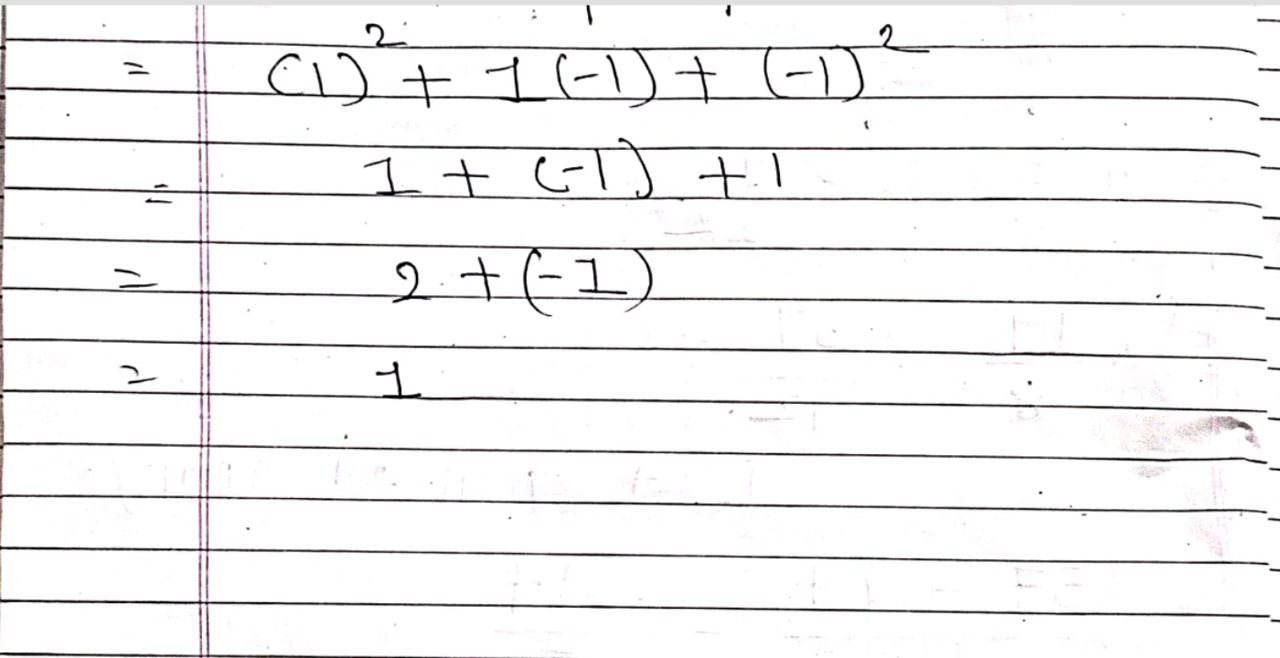 = (1)² + 1(-1) + (-1)²
= 1 + (-1) + 1
= 2 + (-1)
= 1